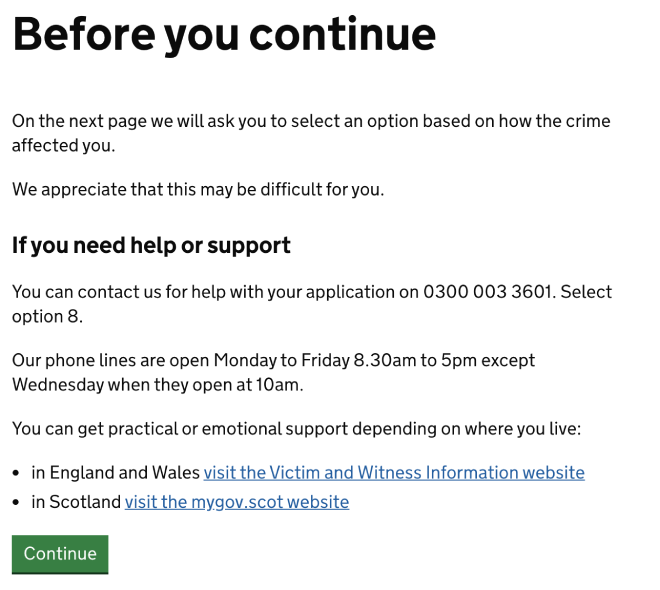 Before you continue
On the next page we will ask you to select an option based on how the crime
affected you.
We appreciate that this may be difficult for you.
If you need help or support
You can contact us for help with your application on 0300 003 3601. Select
option 8.
Our phone lines are open Monday to Friday 8.30am to 5pm except
Wednesday when they open at 10am.
You can get practical or emotional support depending on where you live:
• in England and Wales visit the Victim and Witness Information website
• in Scotland visit the mygov.scot website
Continue